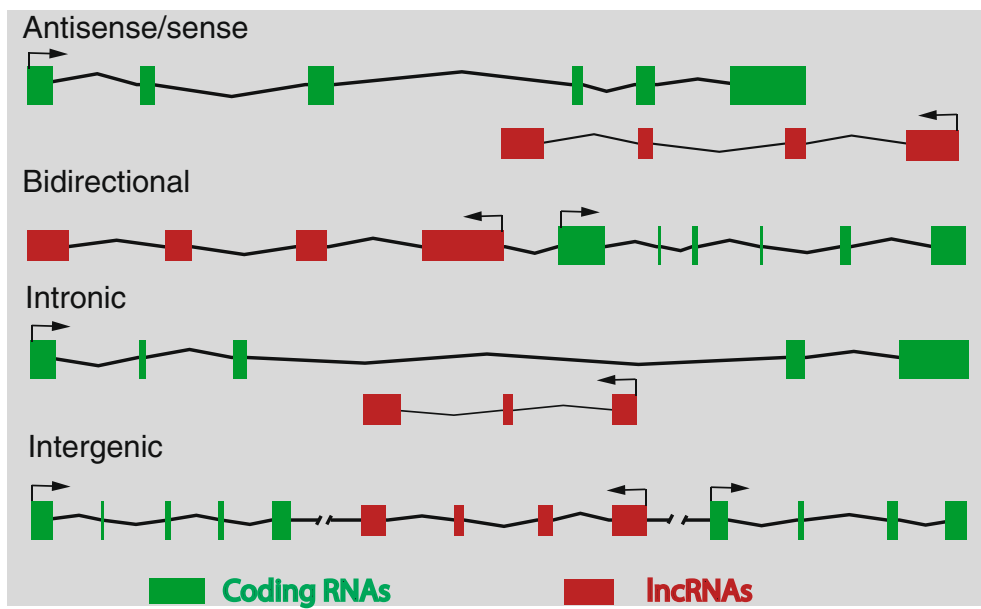 Antisense/sense
Bidirectional
Intronic
Intergenic
Coding RNAs
lncRNAs